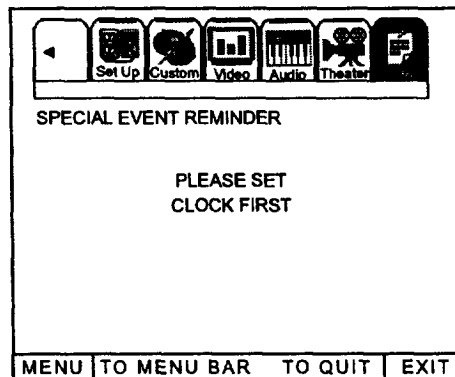 Set Up Custom Video Audio Theater
SPECIAL EVENT REMINDER
PLEASE SET
CLOCK FIRST
MENU TO MENU BAR TO QUIT EXIT